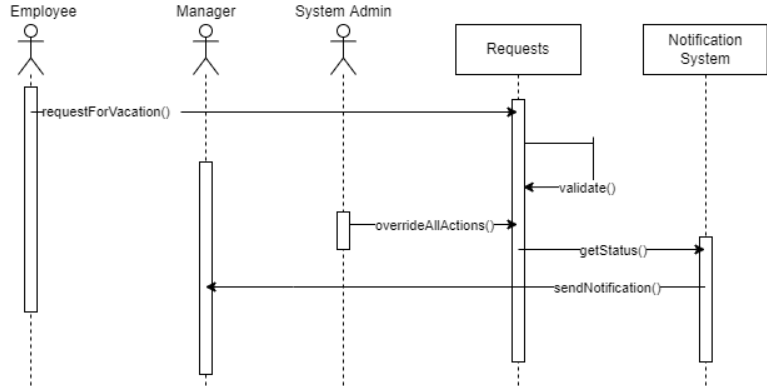 Employee
Manager
System Admin
Requests
Notification
System
requestForVacation()
validate()
overrideAllActions()
getStatus()
sendNotification()